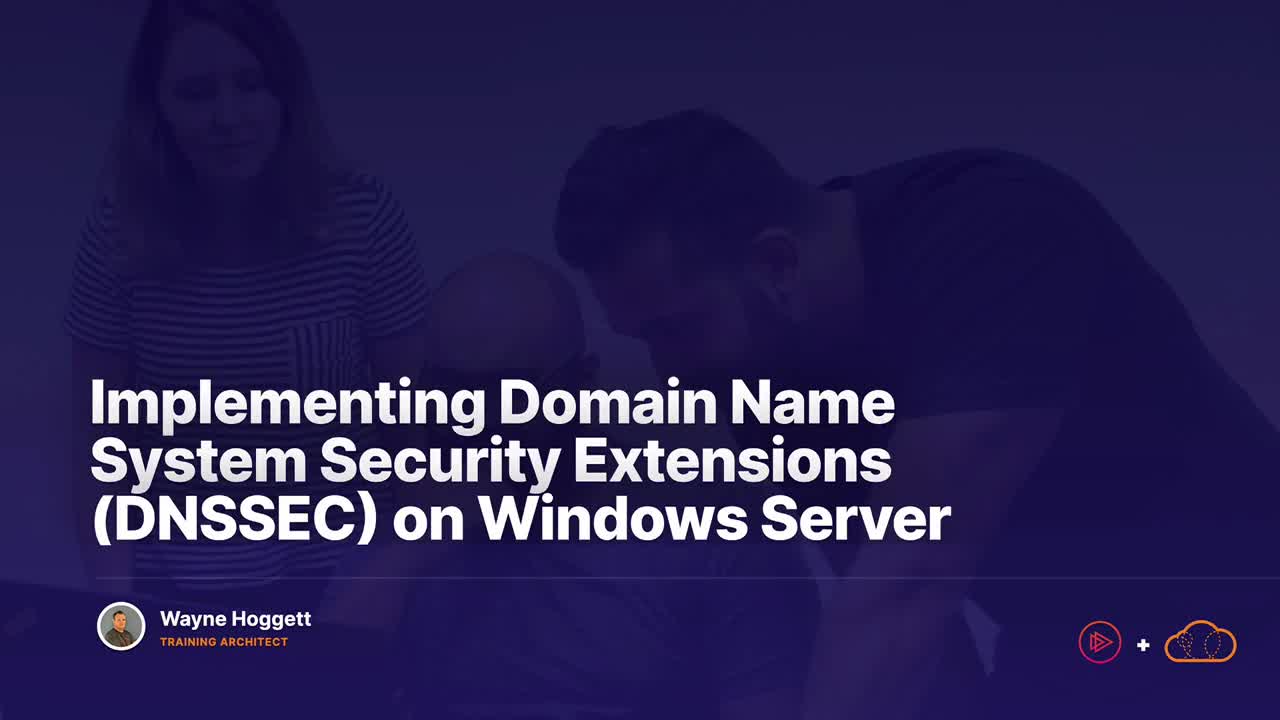 Implementing Domain Name
System Security Extensions
(DNSSEC) on Windows Server
Wayne Hoggett
TRAINING ARCHITECT
+